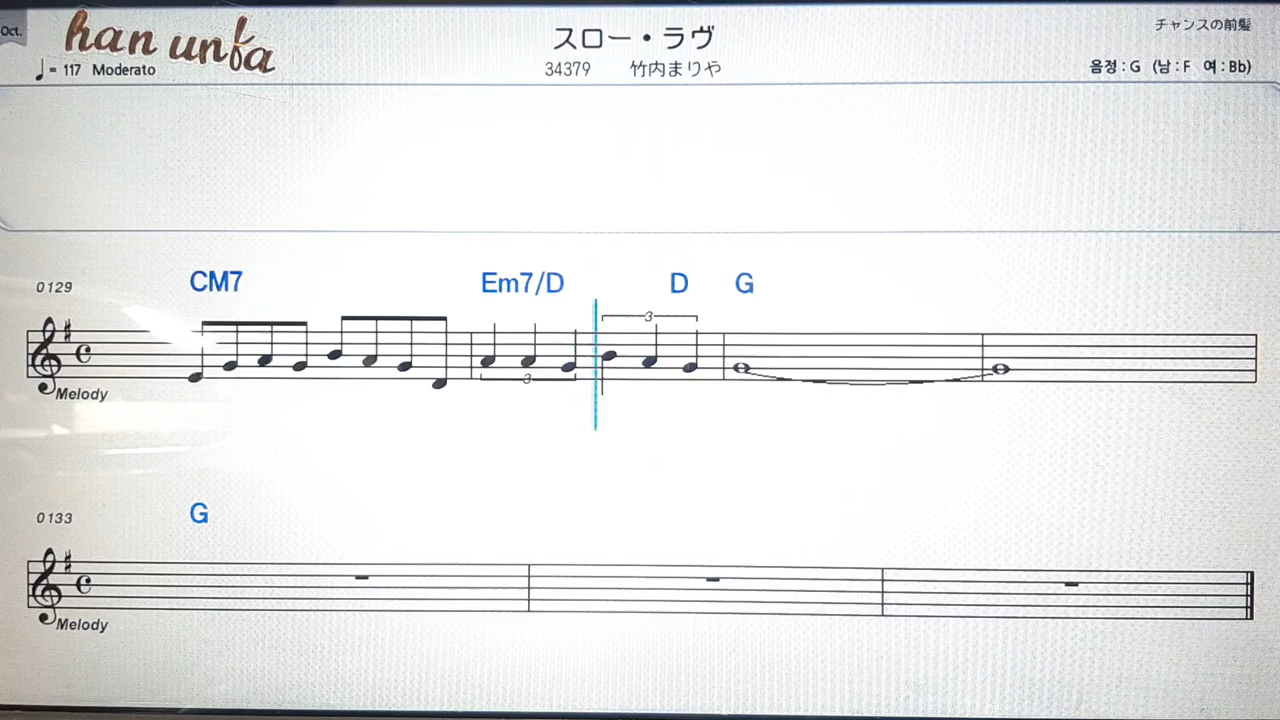 Oct.
han unfa
スロー・ラヴ
チャンスの前髪
♩= 117 Moderato
34379 竹内まりや
음정 : G (남 : F 여 : Bb)
0129
CM7 Em7/D D G
3
3
Melody
0133
G
Melody